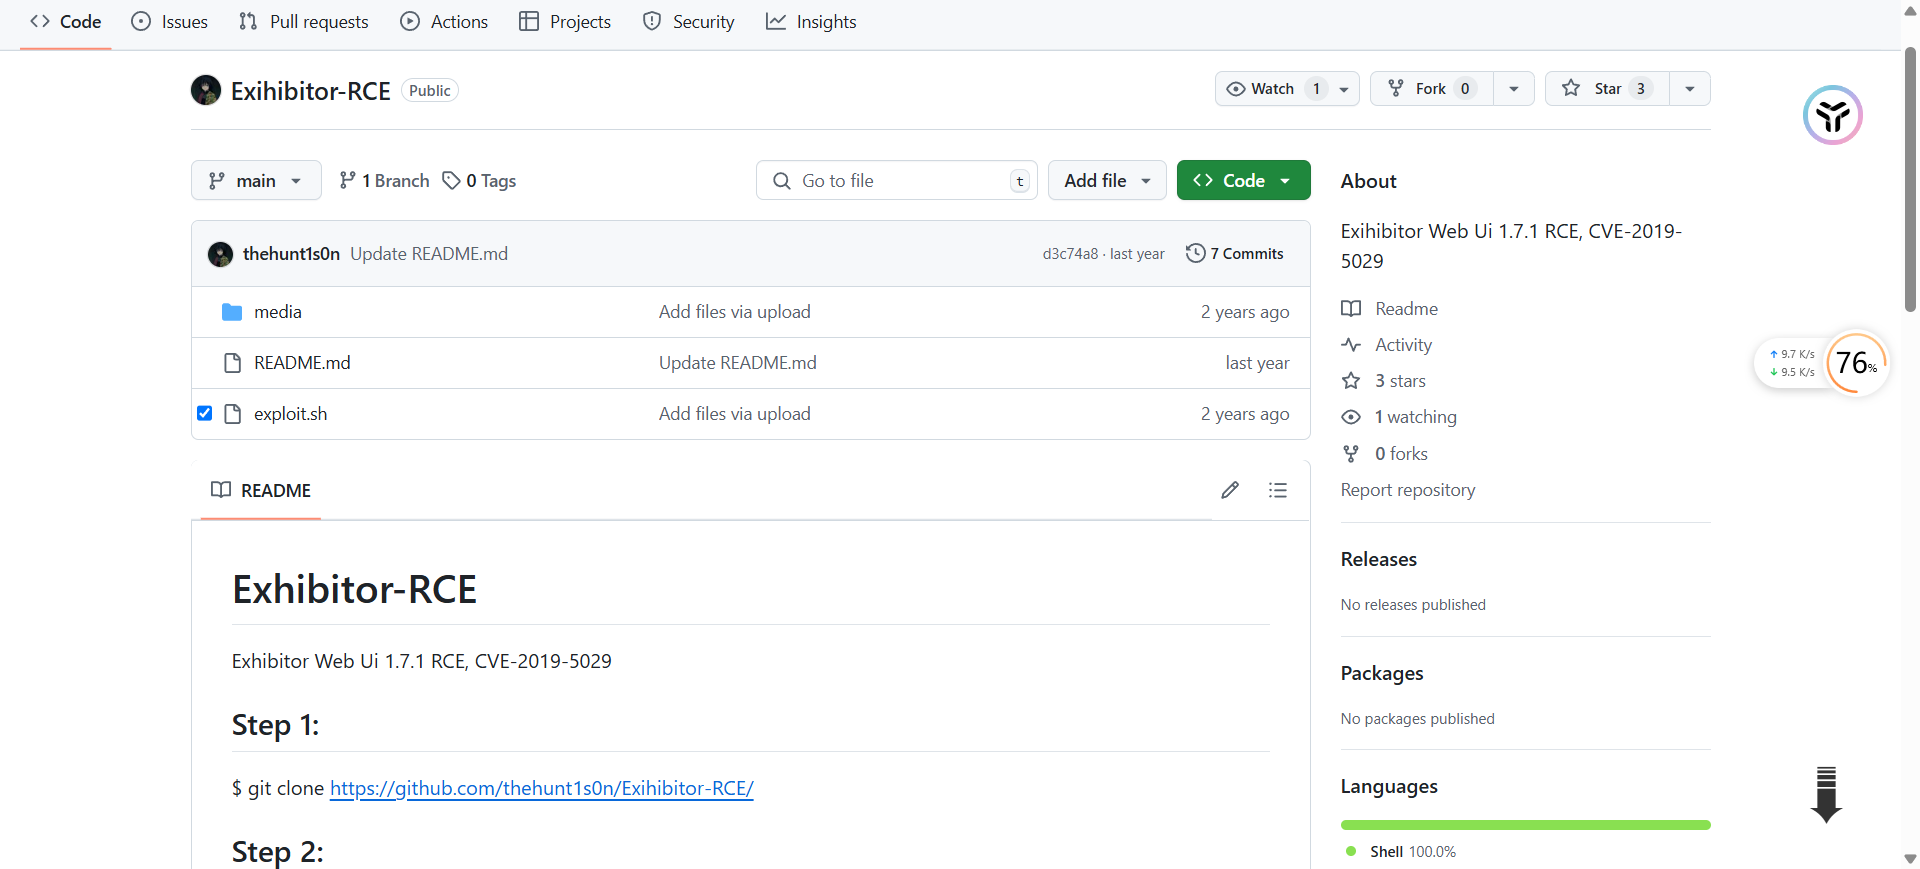 Code Issues Pull requests Actions Projects Security Insights
Exihibitor-RCE Public Watch 1 Fork 0 Star 3
main 1 Branch 0 Tags Go to file t Add file Code
thehunt1s0n Update README.md d3c74a8 · last year 7 Commits
media Add files via upload 2 years ago
README.md Update README.md last year
exploit.sh Add files via upload 2 years ago
README
Exhibitor-RCE
Exhibitor Web Ui 1.7.1 RCE, CVE-2019-5029
Step 1:
$ git clone https://github.com/thehunt1s0n/Exihibitor-RCE/
Step 2:
About
Exihibitor Web Ui 1.7.1 RCE, CVE-2019-
5029
Readme
Activity
3 stars
1 watching
0 forks
Report repository
Releases
No releases published
Packages
No packages published
Languages
Shell 100.0%
↑ 9.7 K/s
↓ 9.5 K/s
76%